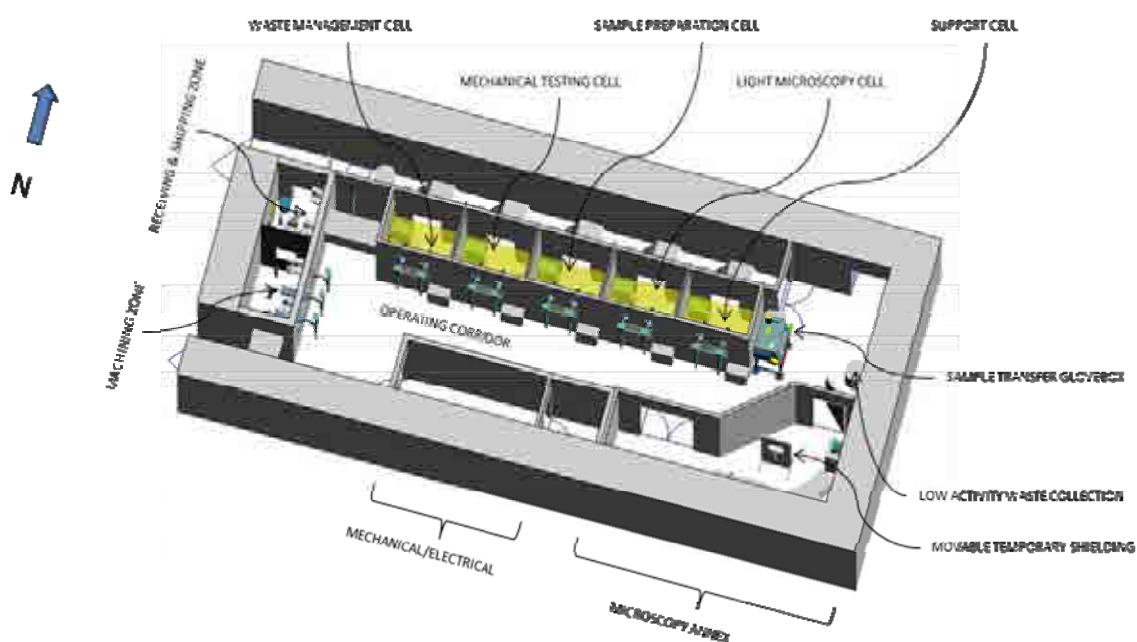 WASTE MANAGEMENT CELL
SAMPLE PREPARATION CELL
SUPPORT CELL
MECHANICAL TESTING CELL
LIGHT MICROSCOPY CELL
RECEIVING & SHIPPING ZONE
N
MACHINING ZONE
OPERATING CORRIDOR
SAMPLE TRANSFER GLOVEBOX
LOW ACTIVITY WASTE COLLECTION
MOVABLE TEMPORARY SHIELDING
MECHANICAL/ELECTRICAL
MICROSCOPY ANNEX